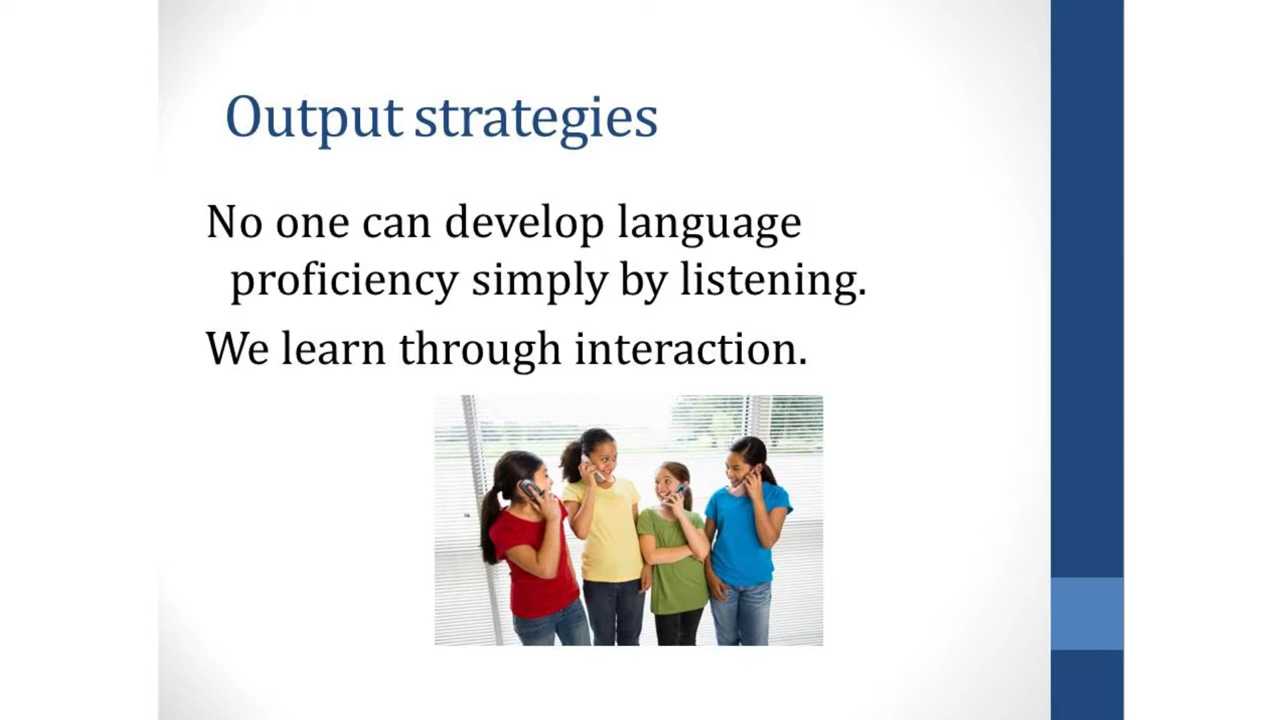 Output strategies
No one can develop language
proficiency simply by listening.
We learn through interaction.